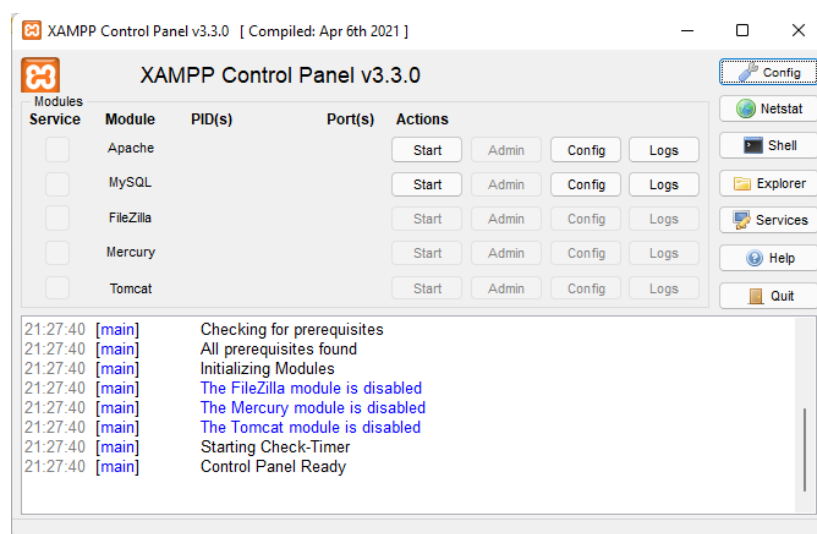 XAMPP Control Panel v3.3.0 [ Compiled: Apr 6th 2021 ]
XAMPP Control Panel v3.3.0
Config
Modules
Service Module PID(s) Port(s) Actions
Netstat
Apache Start Admin Config Logs
Shell
MySQL Start Admin Config Logs
Explorer
FileZilla Start Admin Config Logs
Services
Mercury Start Admin Config Logs
Help
Tomcat Start Admin Config Logs
Quit
21:27:40 [main] Checking for prerequisites
21:27:40 [main] All prerequisites found
21:27:40 [main] Initializing Modules
21:27:40 [main] The FileZilla module is disabled
21:27:40 [main] The Mercury module is disabled
21:27:40 [main] The Tomcat module is disabled
21:27:40 [main] Starting Check-Timer
21:27:40 [main] Control Panel Ready